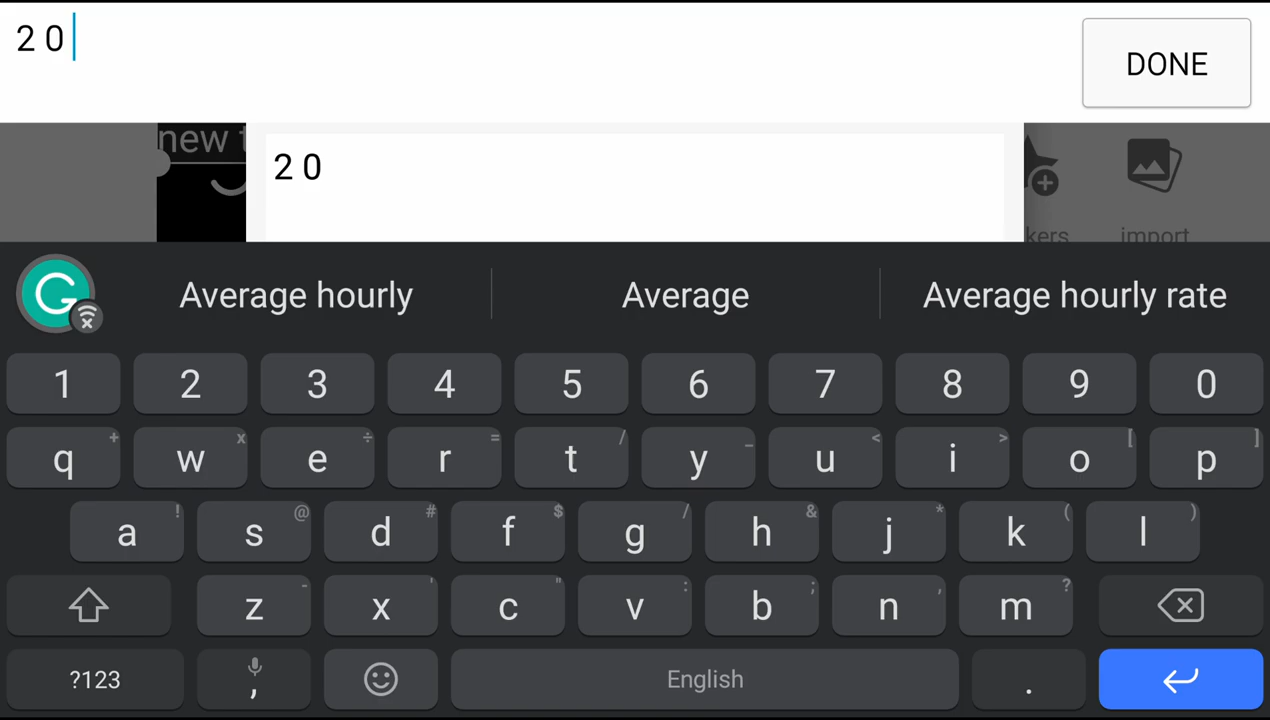 2 0
DONE
new t
2 0
kers
import
Average hourly
Average
Average hourly rate
1 2 3 4 5 6 7 8 9 0
+ x ÷ = / _ < > [ ]
q w e r t y u i o p
! @ # $ / & * ( )
a s d f g h j k l
- ' " : ; , ?
z x c v b n m
?123 , English .